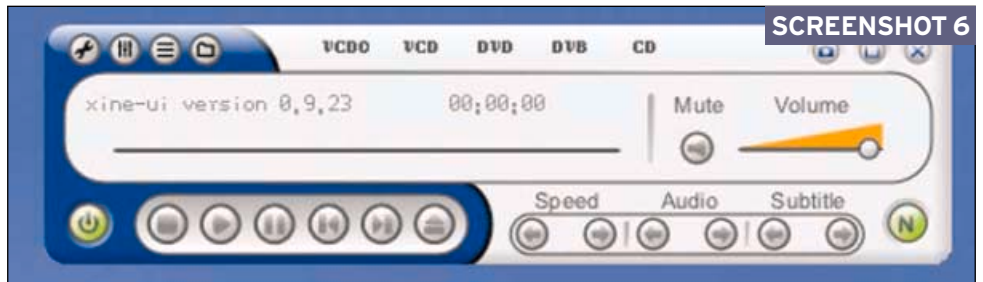 SCREENSHOT 6
VCDO VCD DVD DVB CD
xine-ui version 0,9,23 00:00:00
Mute Volume
Speed Audio Subtitle
N